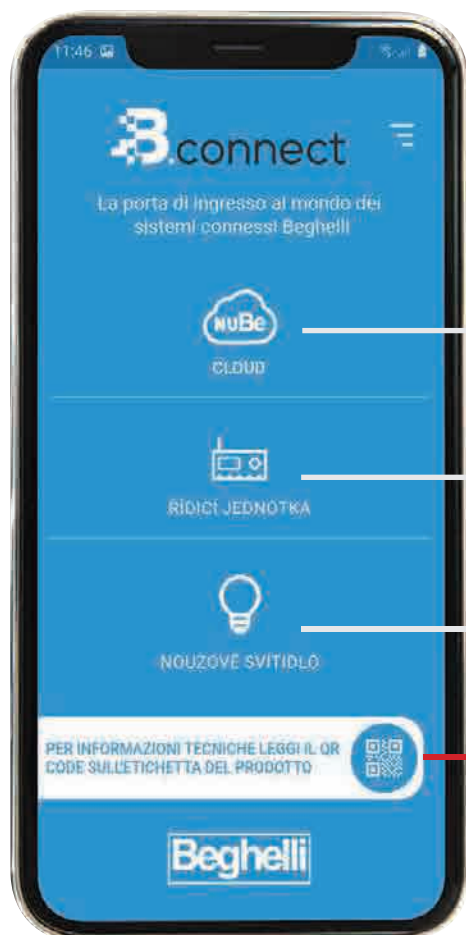 11:46
B.connect
La porta di ingresso al mondo dei
sistemi connessi Beghelli
NUBe
CLOUD
ŘÍDICÍ JEDNOTKA
NOUZOVÉ SVÍTIDLO
PER INFORMAZIONI TECNICHE LEGGI IL QR
CODE SULL'ETICHETTA DEL PRODOTTO
Beghelli